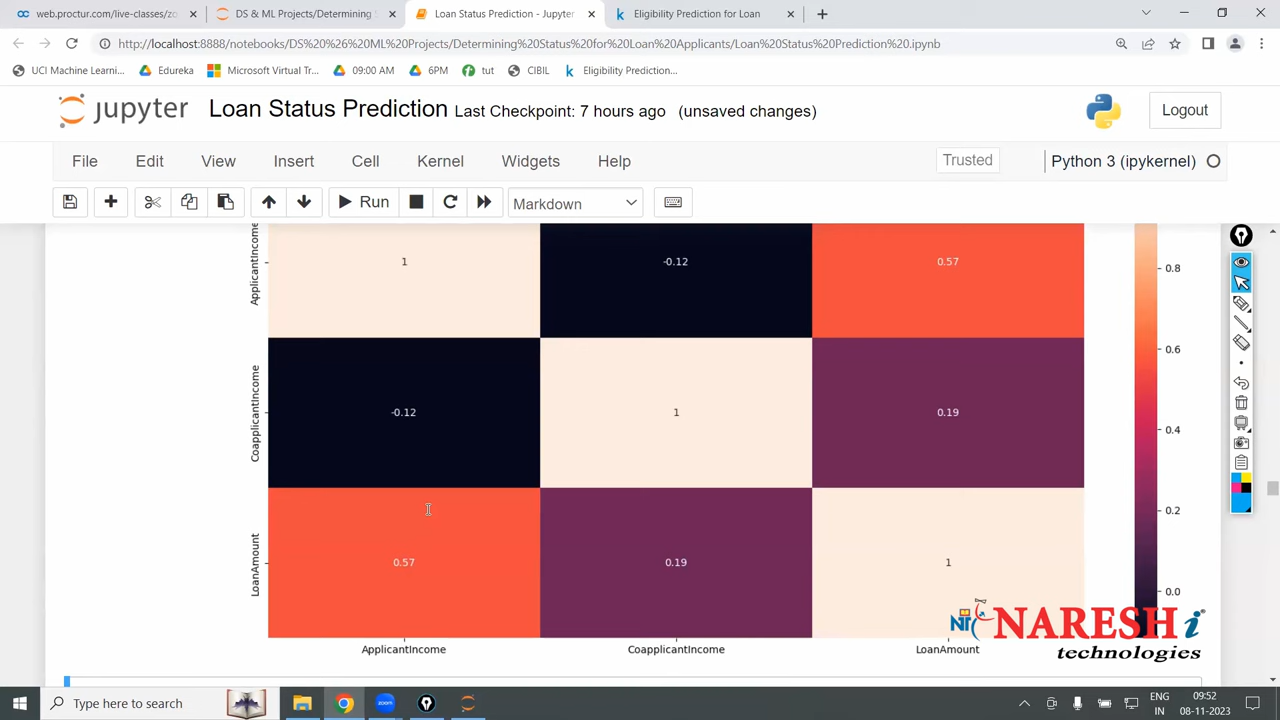 web.proctur.com/live-classes/zo
DS & ML Projects/Determining S
Loan Status Prediction - Jupyter
Eligibility Prediction for Loan
http://localhost:8888/notebooks/DS%20%26%20ML%20Projects/Determining%20Status%20for%20Loan%20Applicants/Loan%20Status%20Prediction%20.ipynb
UCI Machine Learni...
Edureka
Microsoft Virtual Tr...
09:00 AM
6PM
tut
CIBIL
Eligibility Prediction...
jupyter
Loan Status Prediction Last Checkpoint: 7 hours ago (unsaved changes)
Logout
File Edit View Insert Cell Kernel Widgets Help
Trusted
Python 3 (ipykernel)
Run
Markdown
ApplicantIncome
1 -0.12 0.57
0.8
0.6
CoapplicantIncome
-0.12 1 0.19
0.4
0.2
LoanAmount
0.57 0.19 1
0.0
ApplicantIncome CoapplicantIncome LoanAmount
NARESH i
technologies
Type here to search
zoom
ENG
IN
09:52
08-11-2023